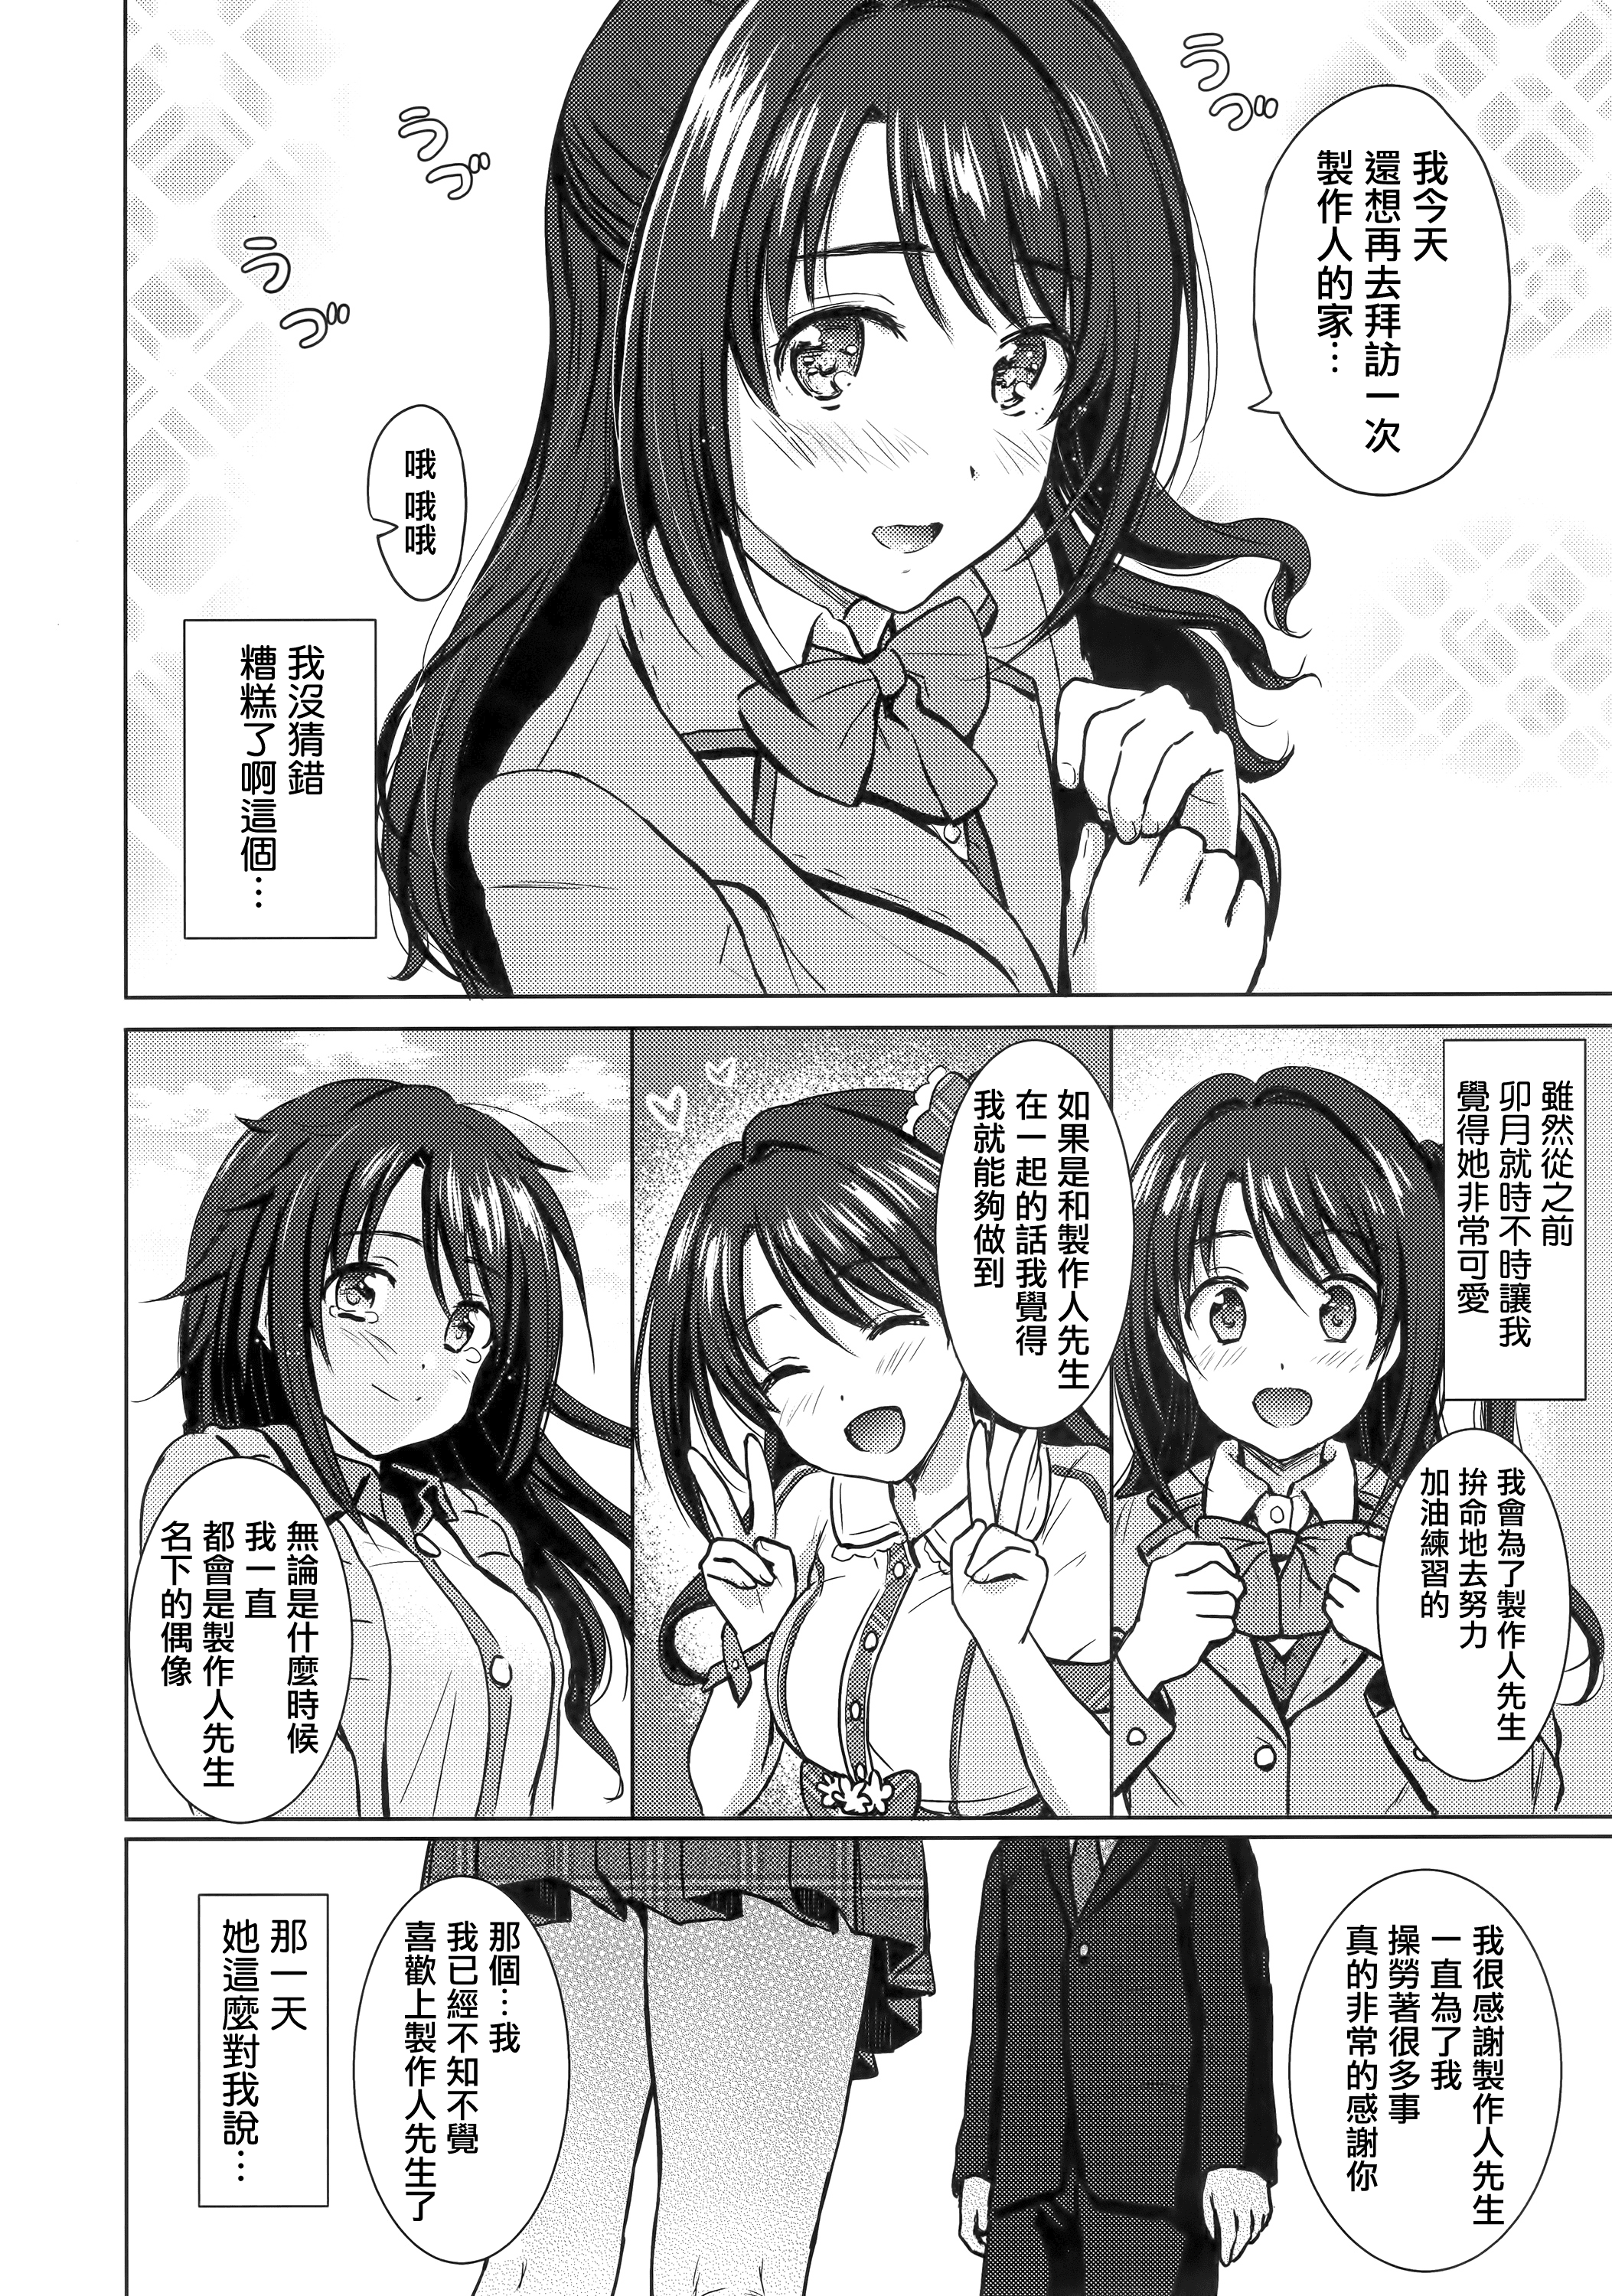 我今天
還想再去拜訪一次
製作人的家…
うづ
うづ
うづ
哦哦哦
我沒猜錯
糟糕了啊這個…
雖然從之前
卯月就時不時讓我
覺得她非常可愛
我會為了製作人先生
拚命地去努力
加油練習的
如果是和製作人先生
在一起的話我覺得
我就能夠做到
無論是什麼時候
我一直
都會是製作人先生
名下的偶像
我很感謝製作人先生
一直為了我
操勞著很多事
真的非常的感謝你
那個…我
我已經不知不覺
喜歡上製作人先生了
那一天
她這麼對我說…